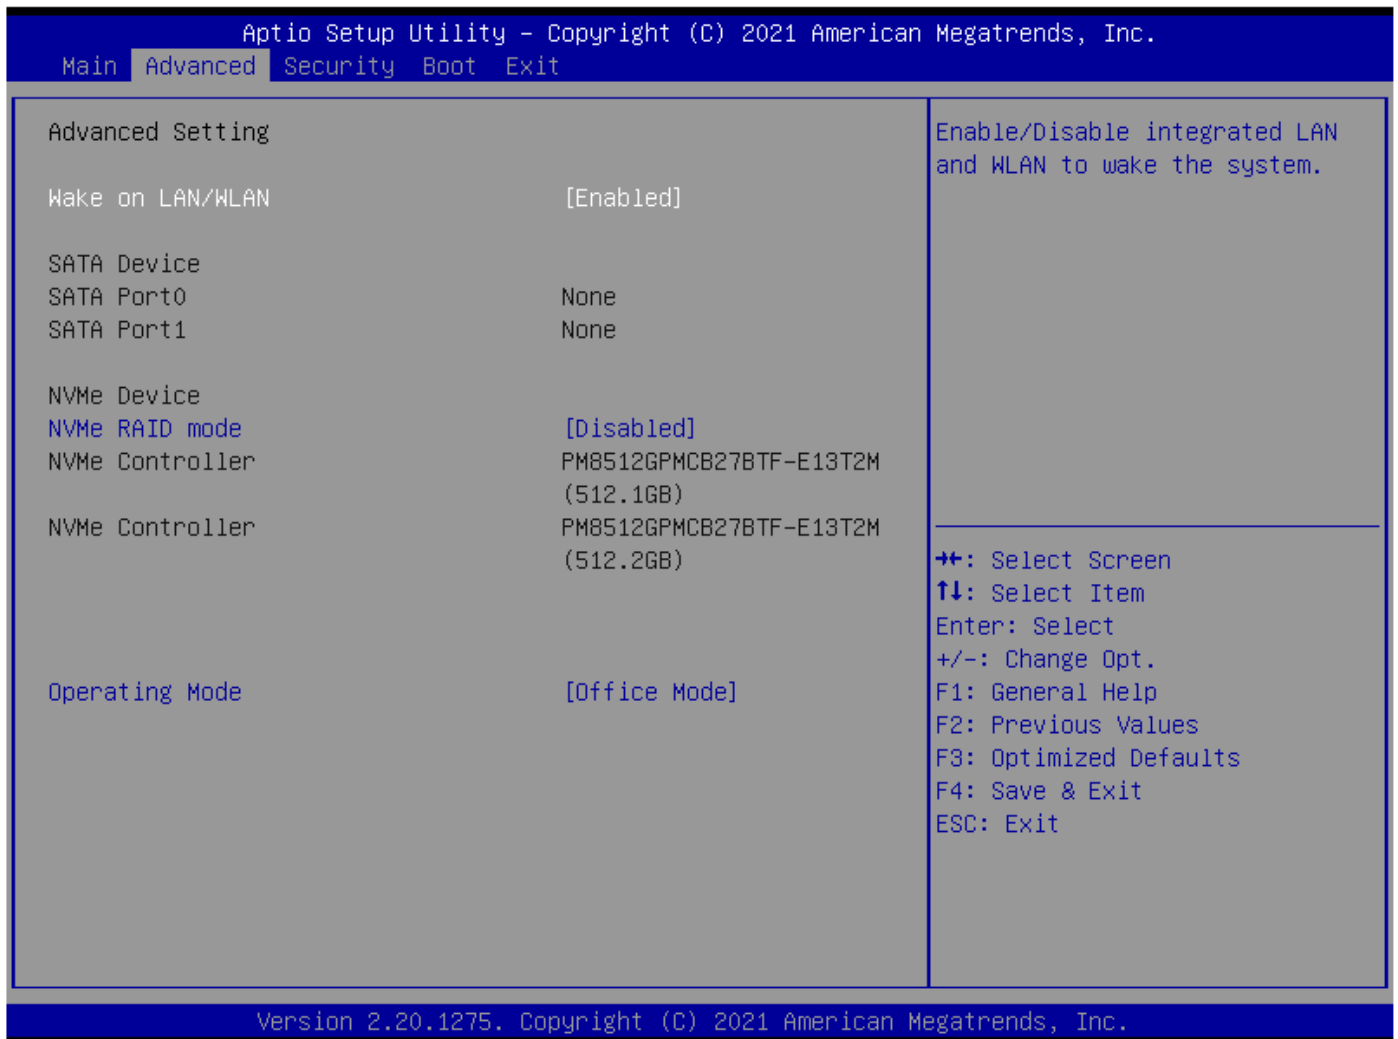 Aptio Setup Utility – Copyright (C) 2021 American Megatrends, Inc.
Main Advanced Security Boot Exit
Advanced Setting
Wake on LAN/WLAN [Enabled]
SATA Device
SATA Port0 None
SATA Port1 None
NVMe Device
NVMe RAID mode [Disabled]
NVMe Controller PM8512GPMCB27BTF-E13T2M
(512.1GB)
NVMe Controller PM8512GPMCB27BTF-E13T2M
(512.2GB)
Operating Mode [Office Mode]
Enable/Disable integrated LAN
and WLAN to wake the system.
→←: Select Screen
↑↓: Select Item
Enter: Select
+/-: Change Opt.
F1: General Help
F2: Previous Values
F3: Optimized Defaults
F4: Save & Exit
ESC: Exit
Version 2.20.1275. Copyright (C) 2021 American Megatrends, Inc.